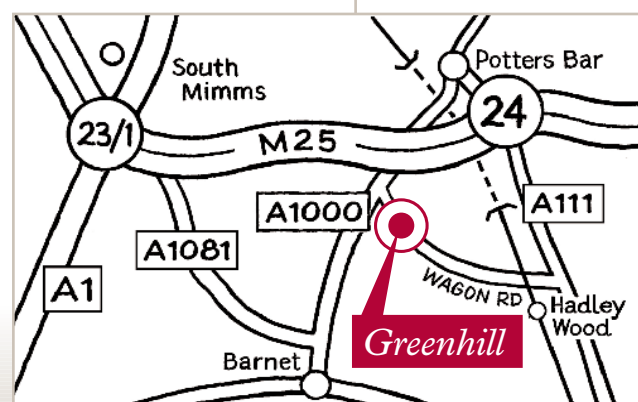 South
Mimms
Potters Bar
23/1
24
M25
A1000
A111
A1081
A1
WAGON RD
Hadley
Wood
Greenhill
Barnet